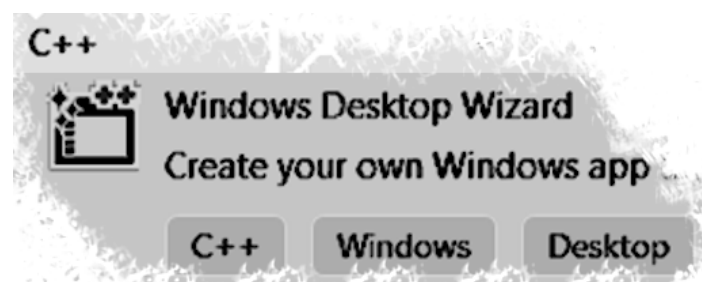 C++
Windows Desktop Wizard
Create your own Windows app
C++ Windows Desktop